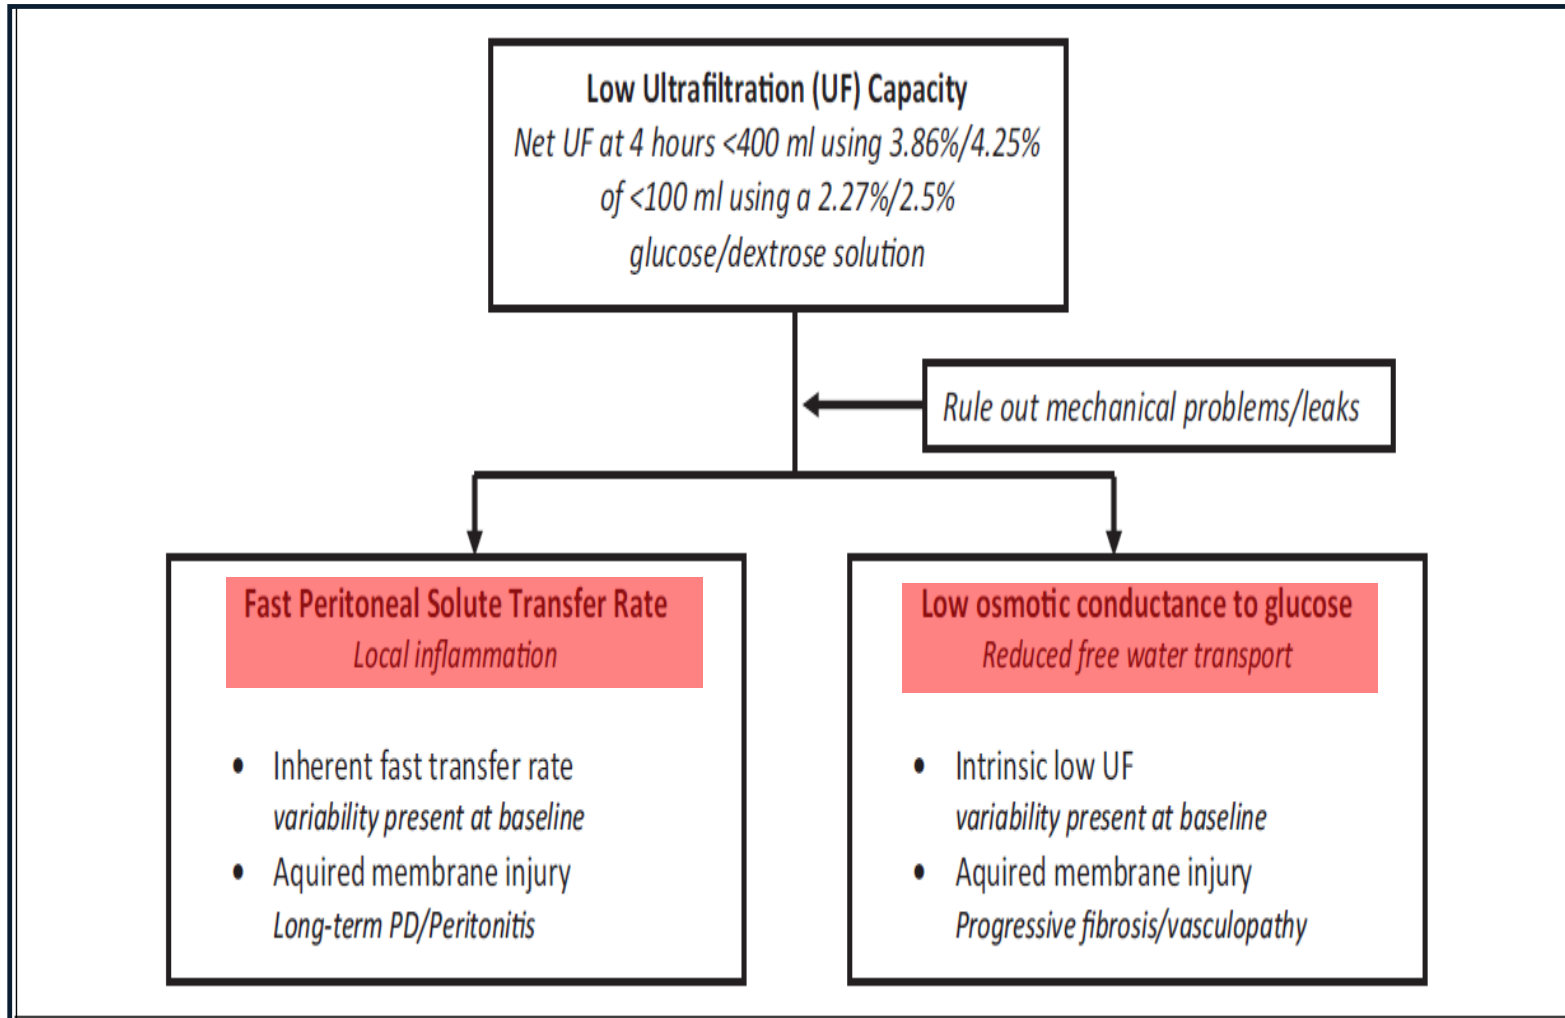 Low Ultrafiltration (UF) Capacity
Net UF at 4 hours <400 ml using 3.86%/4.25%
of <100 ml using a 2.27%/2.5%
glucose/dextrose solution
Rule out mechanical problems/leaks
Fast Peritoneal Solute Transfer Rate
Local inflammation
• Inherent fast transfer rate
variability present at baseline
• Aquired membrane injury
Long-term PD/Peritonitis
Low osmotic conductance to glucose
Reduced free water transport
• Intrinsic low UF
variability present at baseline
• Aquired membrane injury
Progressive fibrosis/vasculopathy